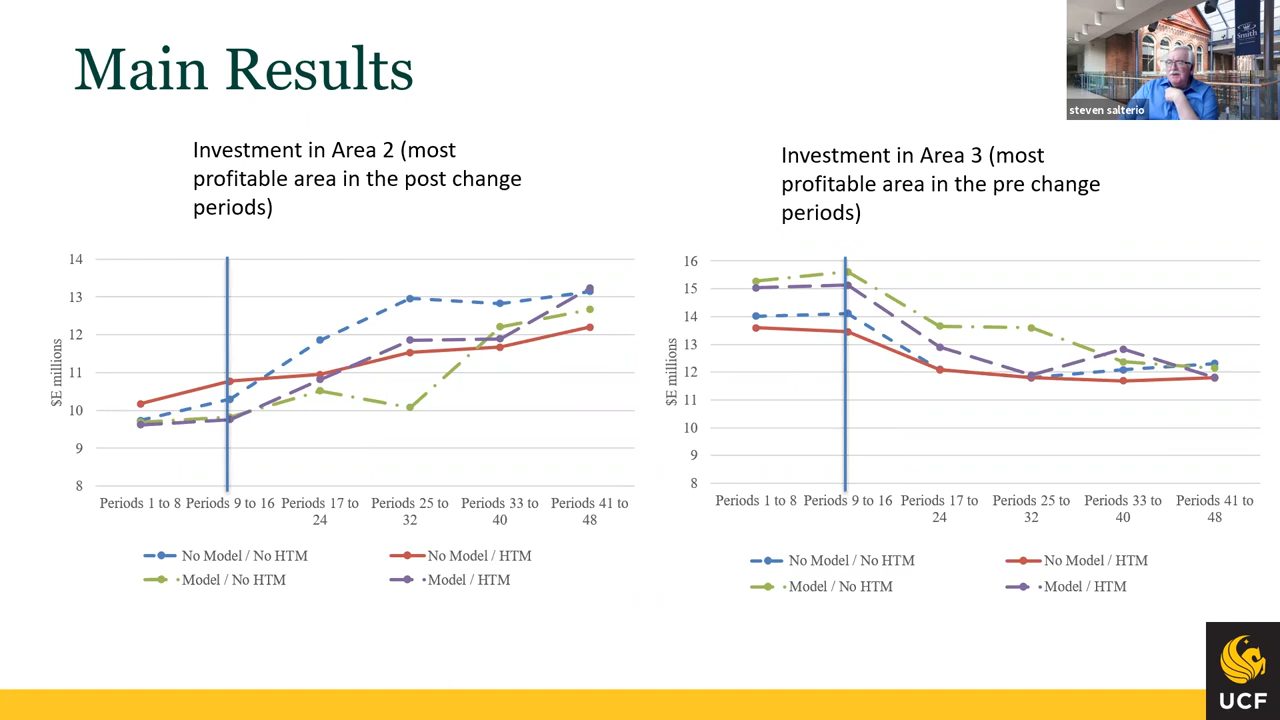 Main Results
Smith
steven salterio
Investment in Area 2 (most
profitable area in the post change
periods)
Investment in Area 3 (most
profitable area in the pre change
periods)
14
13
12
11
10
9
8
$E millions
Periods 1 to 8
Periods 9 to 16
Periods 17 to
24
Periods 25 to
32
Periods 33 to
40
Periods 41 to
48
No Model / No HTM
No Model / HTM
Model / No HTM
Model / HTM
16
15
14
13
12
11
10
9
8
$E millions
Periods 1 to 8
Periods 9 to 16
Periods 17 to
24
Periods 25 to
32
Periods 33 to
40
Periods 41 to
48
No Model / No HTM
No Model / HTM
Model / No HTM
Model / HTM
UCF